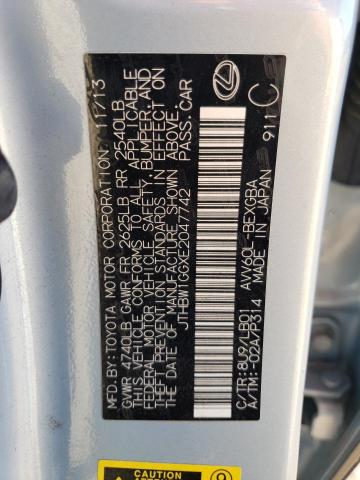 MFD.BY:TOYOTA MOTOR CORPORATION 11/13
GVWR 4740LB GAWR FR 2625LB RR 2540LB
THIS VEHICLE CONFORMS TO ALL APPLICABLE
FEDERAL MOTOR VEHICLE SAFETY, BUMPER, AND
THEFT PREVENTION STANDARDS IN EFFECT ON
THE DATE OF MANUFACTURE SHOWN ABOVE.
JTHBW1GGXE2047742 PASS.CAR
C/TR:8U9/LB01 AVV60L-BEXGBA
A/TM:-02A/P314 MADE IN JAPAN 911 C
CAUTION